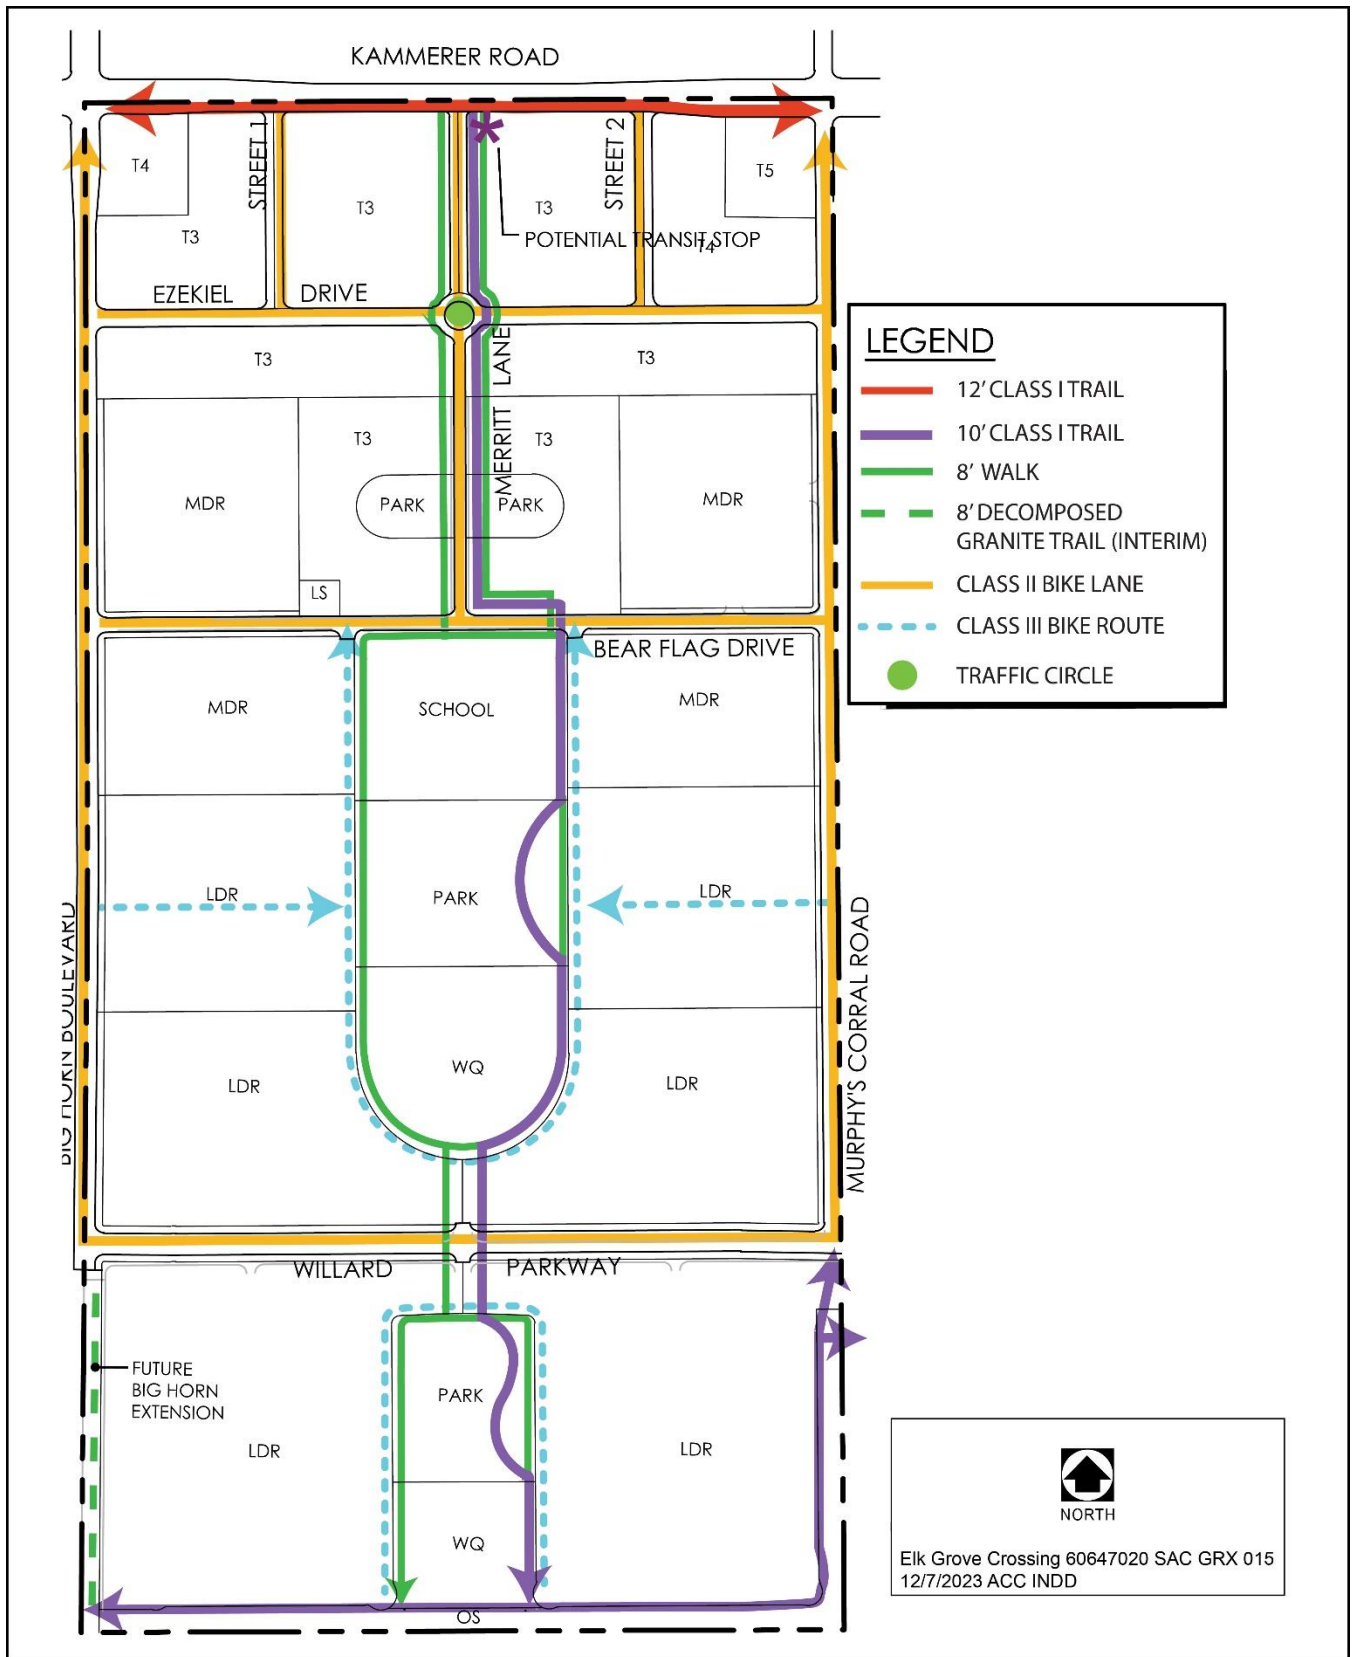 KAMMERER ROAD
T4
STREET 1
T3
T3
T3
STREET 2
T5
T4
POTENTIAL TRANSIT STOP
EZEKIEL DRIVE
T3
MERRITT LANE
T3
T3
T3
MDR
PARK
PARK
MDR
LS
BEAR FLAG DRIVE
MDR
SCHOOL
MDR
LDR
PARK
LDR
BIG HORN BOULEVARD
MURPHY'S CORRAL ROAD
LDR
WQ
LDR
WILLARD PARKWAY
FUTURE
BIG HORN
EXTENSION
PARK
LDR
LDR
WQ
OS
LEGEND
12' CLASS I TRAIL
10' CLASS I TRAIL
8' WALK
8' DECOMPOSED
GRANITE TRAIL (INTERIM)
CLASS II BIKE LANE
CLASS III BIKE ROUTE
TRAFFIC CIRCLE
NORTH
Elk Grove Crossing 60647020 SAC GRX 015
12/7/2023 ACC INDD